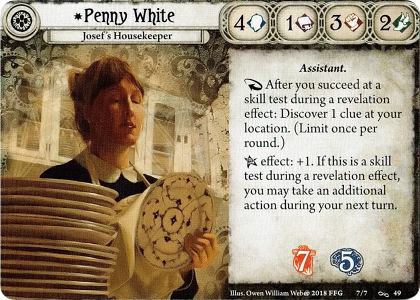 Penny White
Josef's Housekeeper
4 1 3 2
Assistant.
After you succeed at a
skill test during a revelation
effect: Discover 1 clue at your
location. (Limit once per
round.)
effect: +1. If this is a skill
test during a revelation effect,
you may take an additional
action during your next turn.
7 5
Illus. Owen William Weber © 2018 FFG 7/7 49